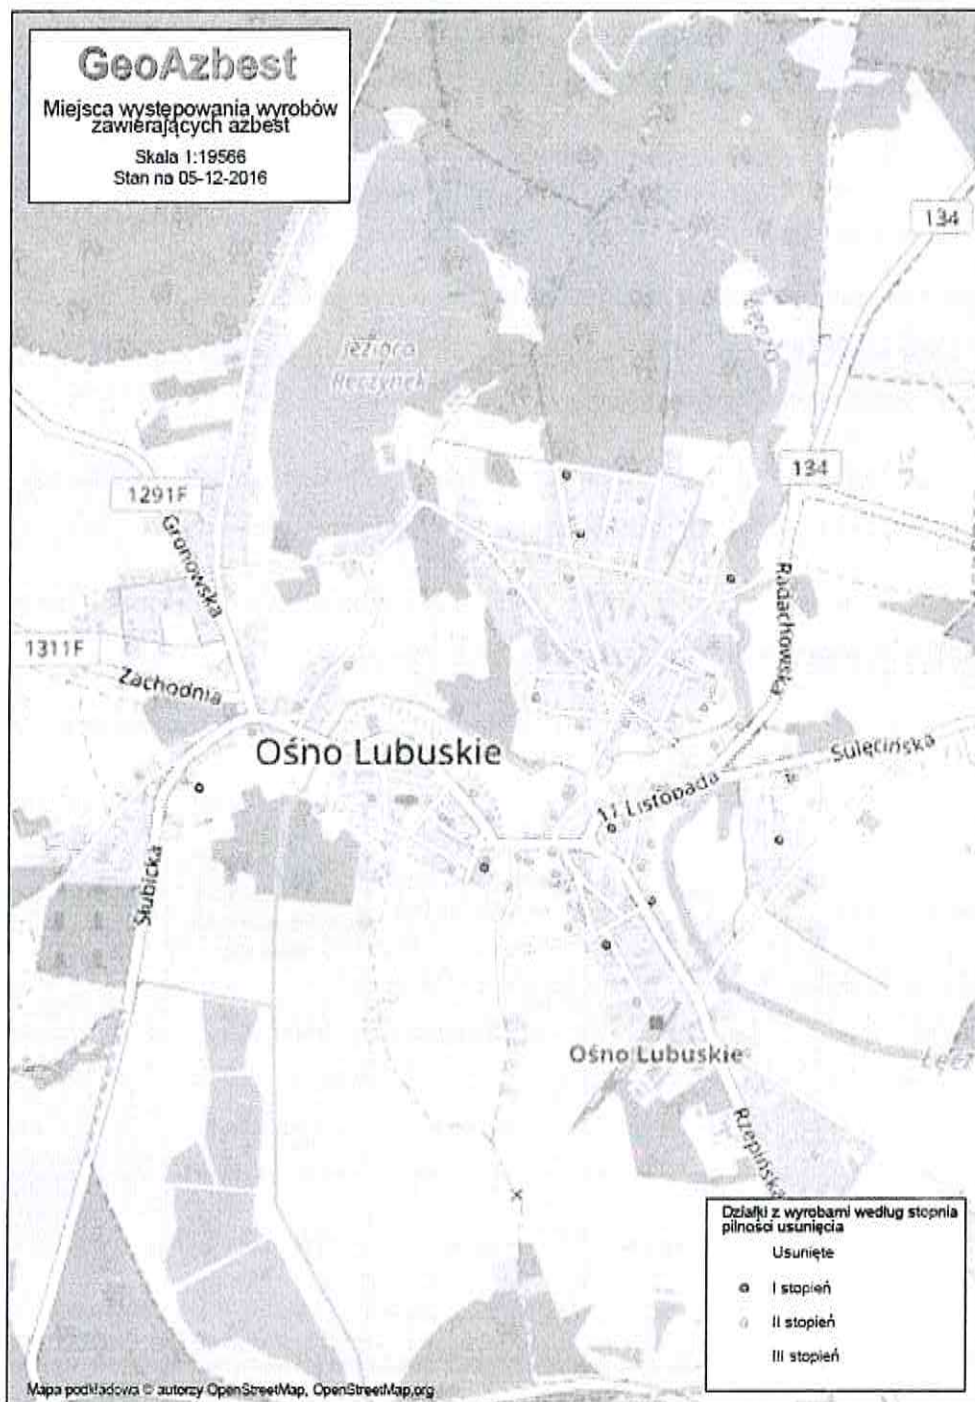 GeoAzbest
Miejsca występowania wyrobów
zawierających azbest
Skala 1:19566
Stan na 05-12-2016
134
Jezioro
Reczynek
134
1291F
Gronowska
Radachowska
1311F
Zachodnia
Ośno Lubuskie
Sulęcińska
11 Listopada
Słubicka
Ośno Lubuskie
Rzepińska
Działki z wyrobami według stopnia
pilności usunięcia
Usunięte
I stopień
II stopień
III stopień
Mapa podkładowa © autorzy OpenStreetMap, OpenStreetMap.org